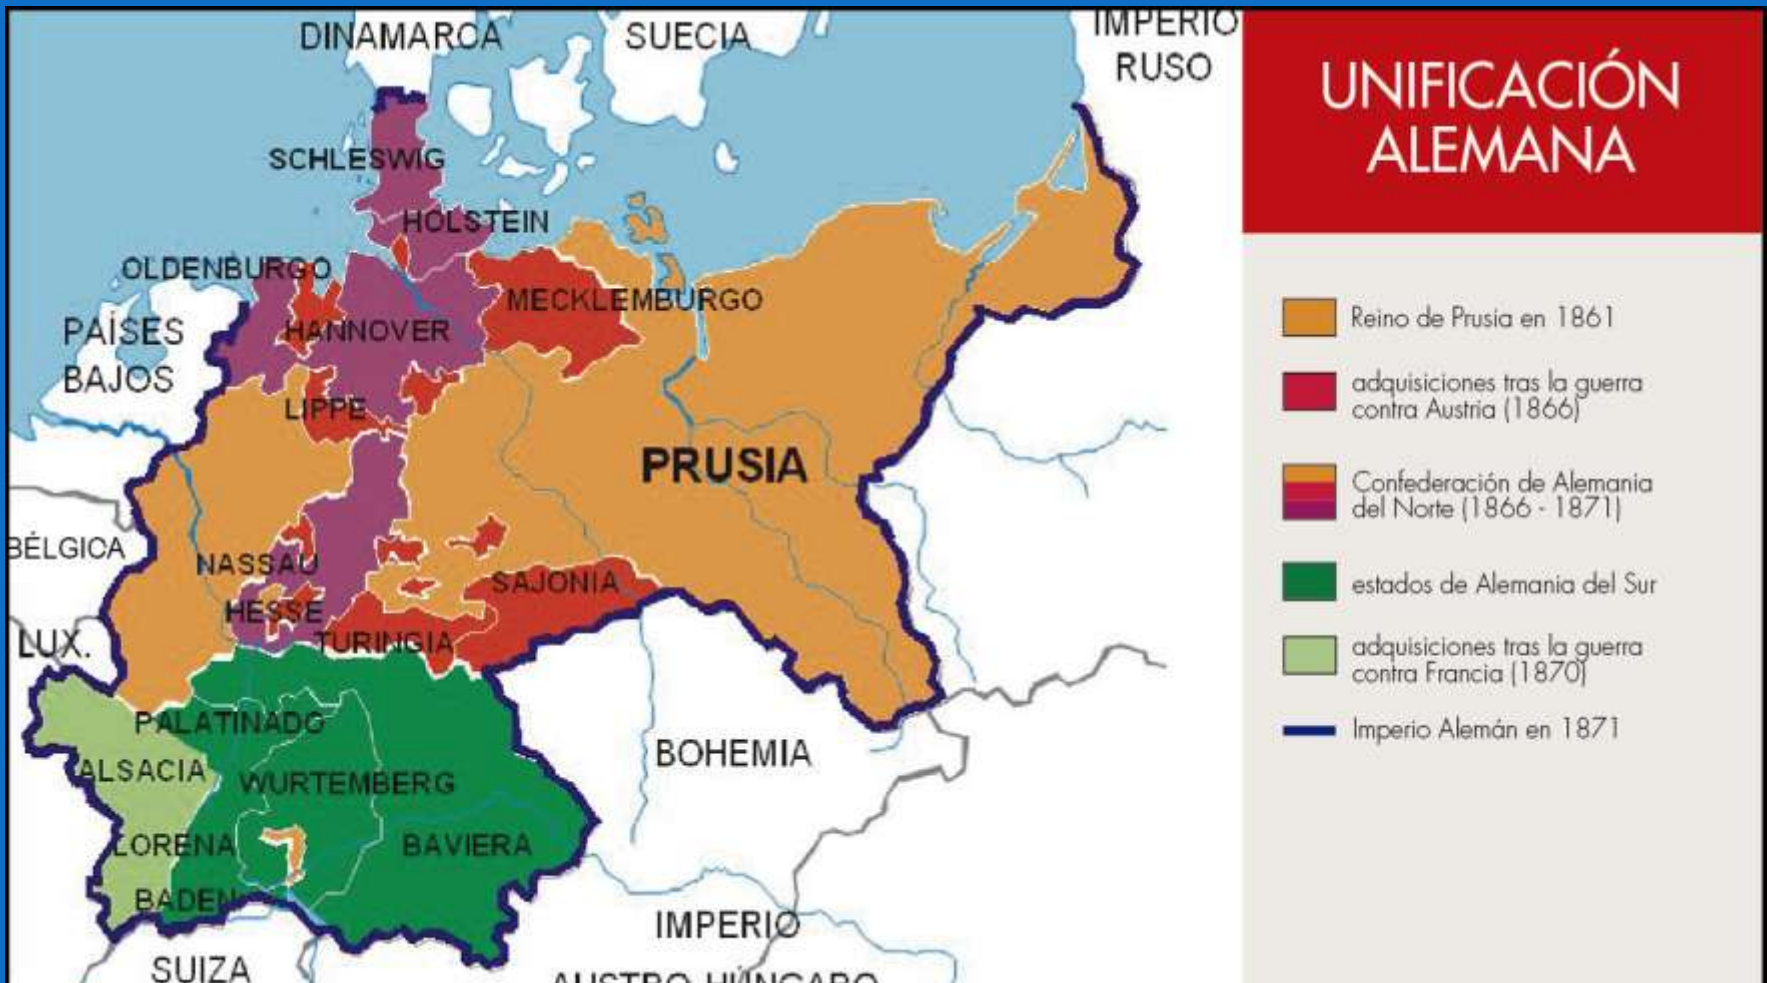 DINAMARCA
SUECIA
IMPERIO
RUSO
SCHLESWIG
HOLSTEIN
OLDENBURGO
MECKLEMBURGO
PAÍSES
BAJOS
HANNOVER
LIPPE
PRUSIA
BÉLGICA
NASSAU
SAJONIA
HESSE
LUX.
TURINGIA
PALATINADO
BOHEMIA
ALSACIA
WURTEMBERG
LORENA
BAVIERA
BADEN
IMPERIO
AUSTRO-HÚNGARO
SUIZA
UNIFICACIÓN
ALEMANA
Reino de Prusia en 1861
adquisiciones tras la guerra
contra Austria (1866)
Confederación de Alemania
del Norte (1866 - 1871)
estados de Alemania del Sur
adquisiciones tras la guerra
contra Francia (1870)
Imperio Alemán en 1871